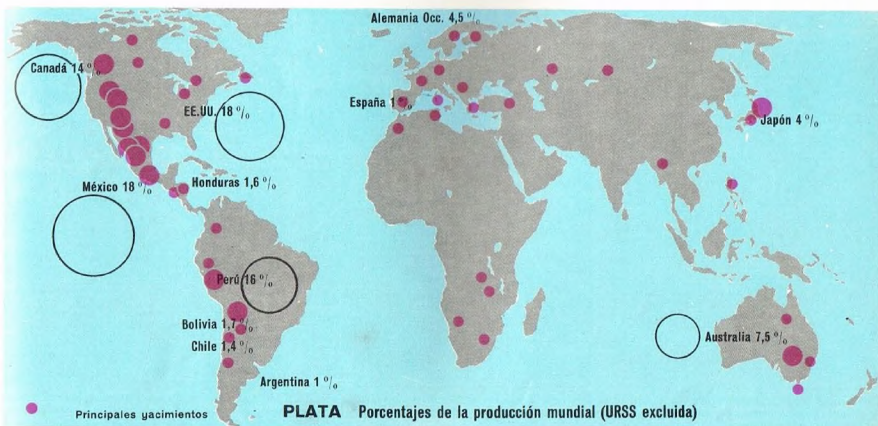 Alemania Occ. 4,5 %
Canadá 14 %
España 1 %
EE.UU. 18 %
Japón 4 %
México 18 %
Honduras 1,6 %
Perú 16 %
Bolivia 1,7 %
Australia 7,5 %
Chile 1,4 %
Argentina 1 %
Principales yacimientos
PLATA Porcentajes de la producción mundial (URSS excluida)